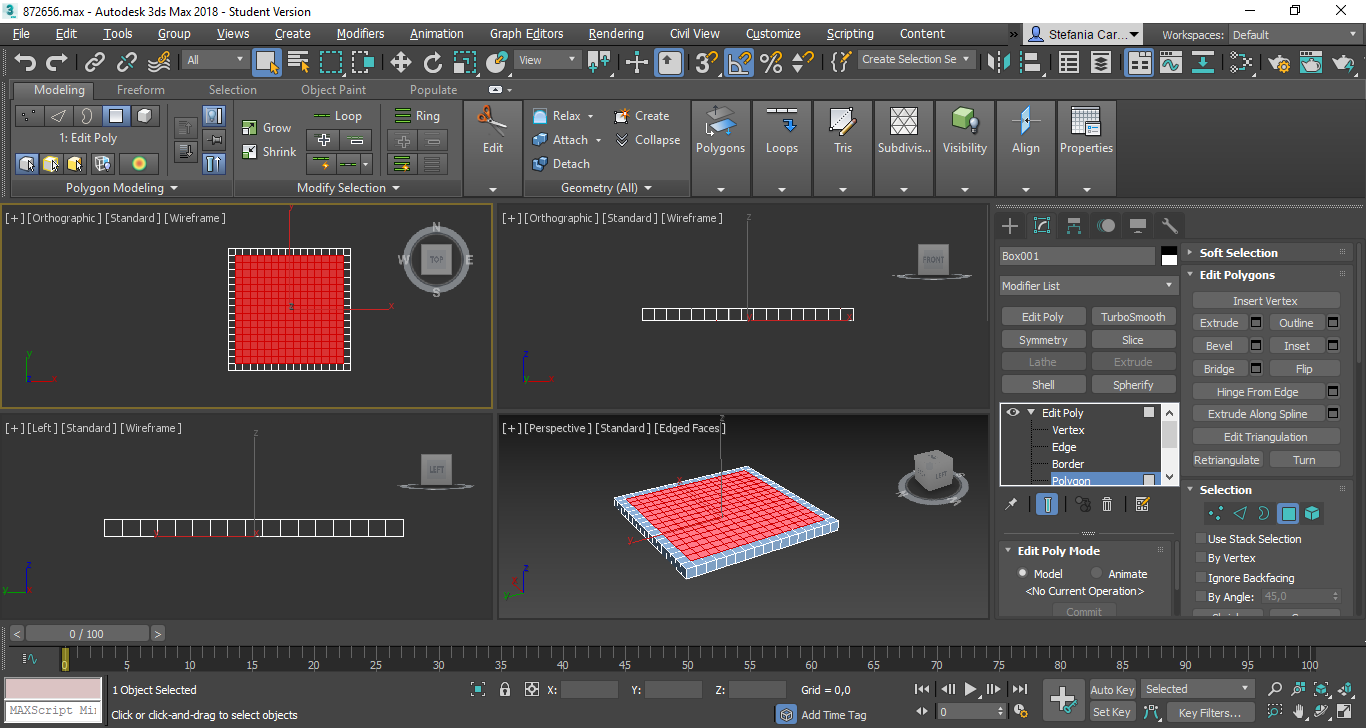 3 872656.max - Autodesk 3ds Max 2018 - Student Version
File Edit Tools Group Views Create Modifiers Animation Graph Editors Rendering Civil View Customize Scripting Content » Stefania Car... Workspaces: Default
All View 3 Create Selection Se
Modeling Freeform Selection Object Paint Populate
1: Edit Poly
Grow
Shrink
Loop
Ring
Edit
Relax
Attach
Detach
Create
Collapse
Polygons Loops Tris Subdivis... Visibility Align Properties
Polygon Modeling Modify Selection Geometry (All)
[+] [Orthographic] [Standard] [Wireframe]
y
N
W TOP E
S
z
x
y
z x
[+] [Orthographic] [Standard] [Wireframe]
z
FRONT
x x
z
y x
[+] [Left] [Standard] [Wireframe]
z
LEFT
y y
z
y x
[+] [Perspective] [Standard] [Edged Faces]
z
LEFT
x
x
z
x
y
Box001
Modifier List
Edit Poly TurboSmooth
Symmetry Slice
Lathe Extrude
Shell Spherify
Edit Poly
Vertex
Edge
Border
Polygon
Edit Poly Mode
Model Animate
<No Current Operation>
Commit
Soft Selection
Edit Polygons
Insert Vertex
Extrude Outline
Bevel Inset
Bridge Flip
Hinge From Edge
Extrude Along Spline
Edit Triangulation
Retriangulate Turn
Selection
Use Stack Selection
By Vertex
Ignore Backfacing
By Angle: 45,0
< 0 / 100 >
0 5 10 15 20 25 30 35 40 45 50 55 60 65 70 75 80 85 90 95 100
1 Object Selected
MAXScript Mi
Click or click-and-drag to select objects
X: Y: Z: Grid = 0,0
Add Time Tag
0
Auto Key Selected
Set Key Key Filters...